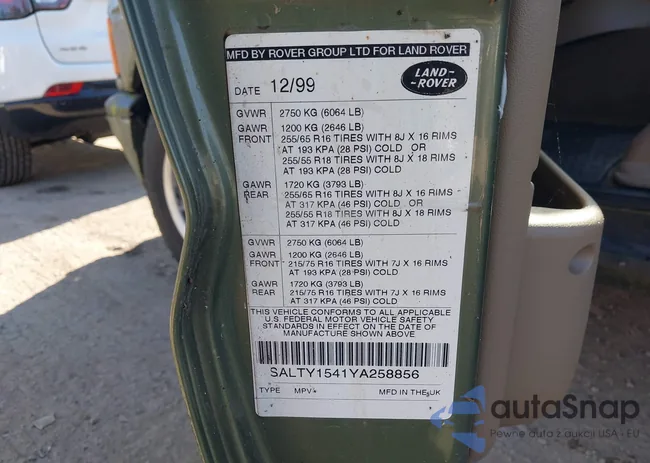 MFD BY ROVER GROUP LTD FOR LAND ROVER
DATE 12/99
LAND-
-ROVER
GVWR 2750 KG (6064 LB)
GAWR 1200 KG (2646 LB)
FRONT 255/65 R16 TIRES WITH 8J X 16 RIMS
AT 193 KPA (28 PSI) COLD OR
255/55 R18 TIRES WITH 8J X 18 RIMS
AT 193 KPA (28 PSI) COLD
GAWR 1720 KG (3793 LB)
REAR 255/65 R16 TIRES WITH 8J X 16 RIMS
AT 317 KPA (46 PSI) COLD OR
255/55 R18 TIRES WITH 8J X 18 RIMS
AT 317 KPA (46 PSI) COLD
GVWR 2750 KG (6064 LB)
GAWR 1200 KG (2646 LB)
FRONT 215/75 R16 TIRES WITH 7J X 16 RIMS
AT 193 KPA (28 PSI) COLD
GAWR 1720 KG (3793 LB)
REAR 215/75 R16 TIRES WITH 7J X 16 RIMS
AT 317 KPA (46 PSI) COLD
THIS VEHICLE CONFORMS TO ALL APPLICABLE
U.S. FEDERAL MOTOR VEHICLE SAFETY
STANDARDS IN EFFECT ON THE DATE OF
MANUFACTURE SHOWN ABOVE
SALTY1541YA258856
TYPE MPV MFD IN THE UK
autoSnap
Pewne auta z aukcji USA - EU